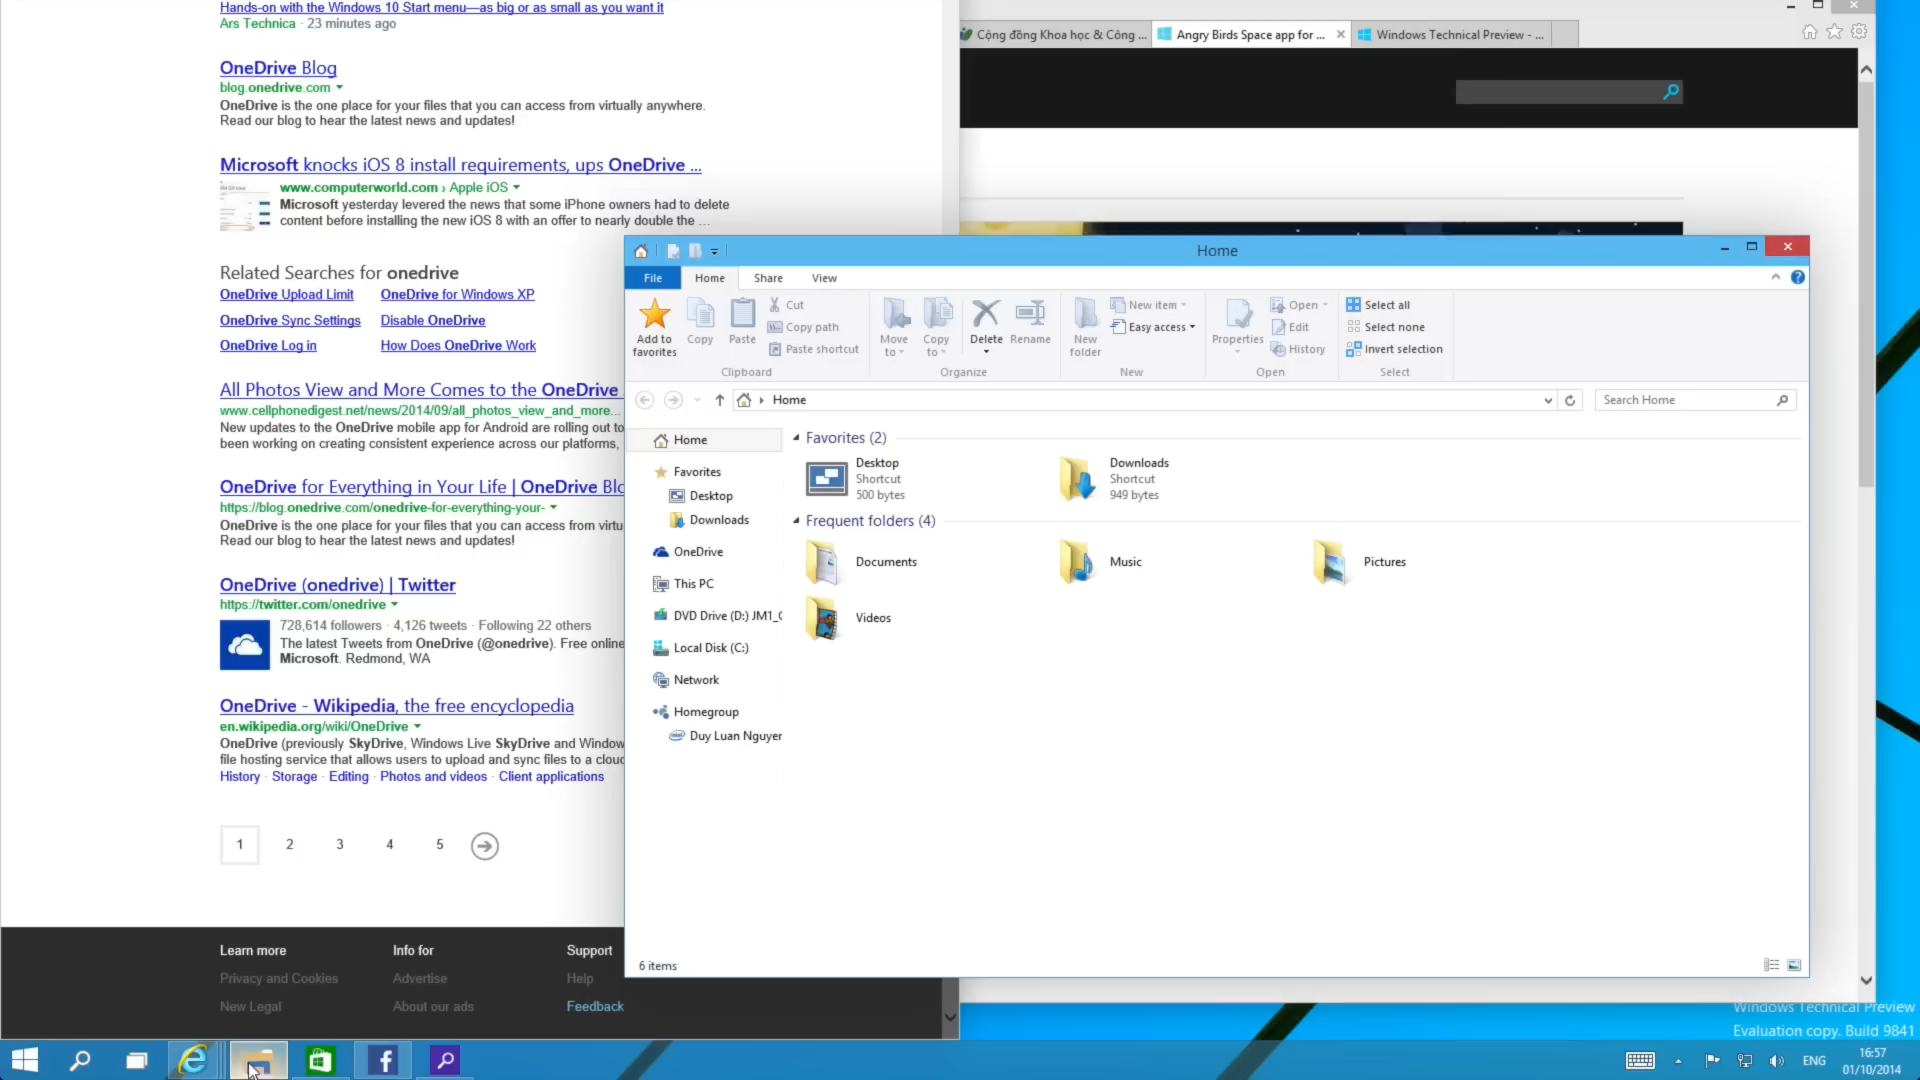 Hands-on with the Windows 10 Start menu—as big or as small as you want it
Ars Technica · 23 minutes ago
OneDrive Blog
blog.onedrive.com
OneDrive is the one place for your files that you can access from virtually anywhere.
Read our blog to hear the latest news and updates!
Microsoft knocks iOS 8 install requirements, ups OneDrive ...
www.computerworld.com › Apple iOS
Microsoft yesterday levered the news that some iPhone owners had to delete
content before installing the new iOS 8 with an offer to nearly double the ...
Related Searches for onedrive
OneDrive Upload Limit
OneDrive for Windows XP
OneDrive Sync Settings
Disable OneDrive
OneDrive Log in
How Does OneDrive Work
All Photos View and More Comes to the OneDrive
www.cellphonedigest.net/news/2014/09/all_photos_view_and_more...
New updates to the OneDrive mobile app for Android are rolling out to
been working on creating consistent experience across our platforms,
OneDrive for Everything in Your Life | OneDrive Blo
https://blog.onedrive.com/onedrive-for-everything-your-
OneDrive is the one place for your files that you can access from virtu
Read our blog to hear the latest news and updates!
OneDrive (onedrive) | Twitter
https://twitter.com/onedrive
728,614 followers · 4,126 tweets · Following 22 others
The latest Tweets from OneDrive (@onedrive). Free online
Microsoft. Redmond, WA
OneDrive - Wikipedia, the free encyclopedia
en.wikipedia.org/wiki/OneDrive
OneDrive (previously SkyDrive, Windows Live SkyDrive and Window
file hosting service that allows users to upload and sync files to a cloud
History · Storage · Editing · Photos and videos · Client applications
1 2 3 4 5
Learn more
Info for
Support
Privacy and Cookies
Advertise
Help
New Legal
About our ads
Feedback
Cộng đồng Khoa học & Công ...
Angry Birds Space app for ...
Windows Technical Preview - ...
Home
File
Home
Share
View
Add to favorites
Copy
Paste
Cut
Copy path
Paste shortcut
Clipboard
Move to
Copy to
Delete
Rename
Organize
New folder
New item
Easy access
New
Properties
Open
Edit
History
Open
Select all
Select none
Invert selection
Select
Home
Search Home
Home
Favorites
Desktop
Downloads
OneDrive
This PC
DVD Drive (D:) JM1_C
Local Disk (C:)
Network
Homegroup
Duy Luan Nguyer
Favorites (2)
Desktop
Shortcut
500 bytes
Downloads
Shortcut
949 bytes
Frequent folders (4)
Documents
Music
Pictures
Videos
6 items
Windows Technical Preview
Evaluation copy. Build 9841
ENG
16:57
01/10/2014